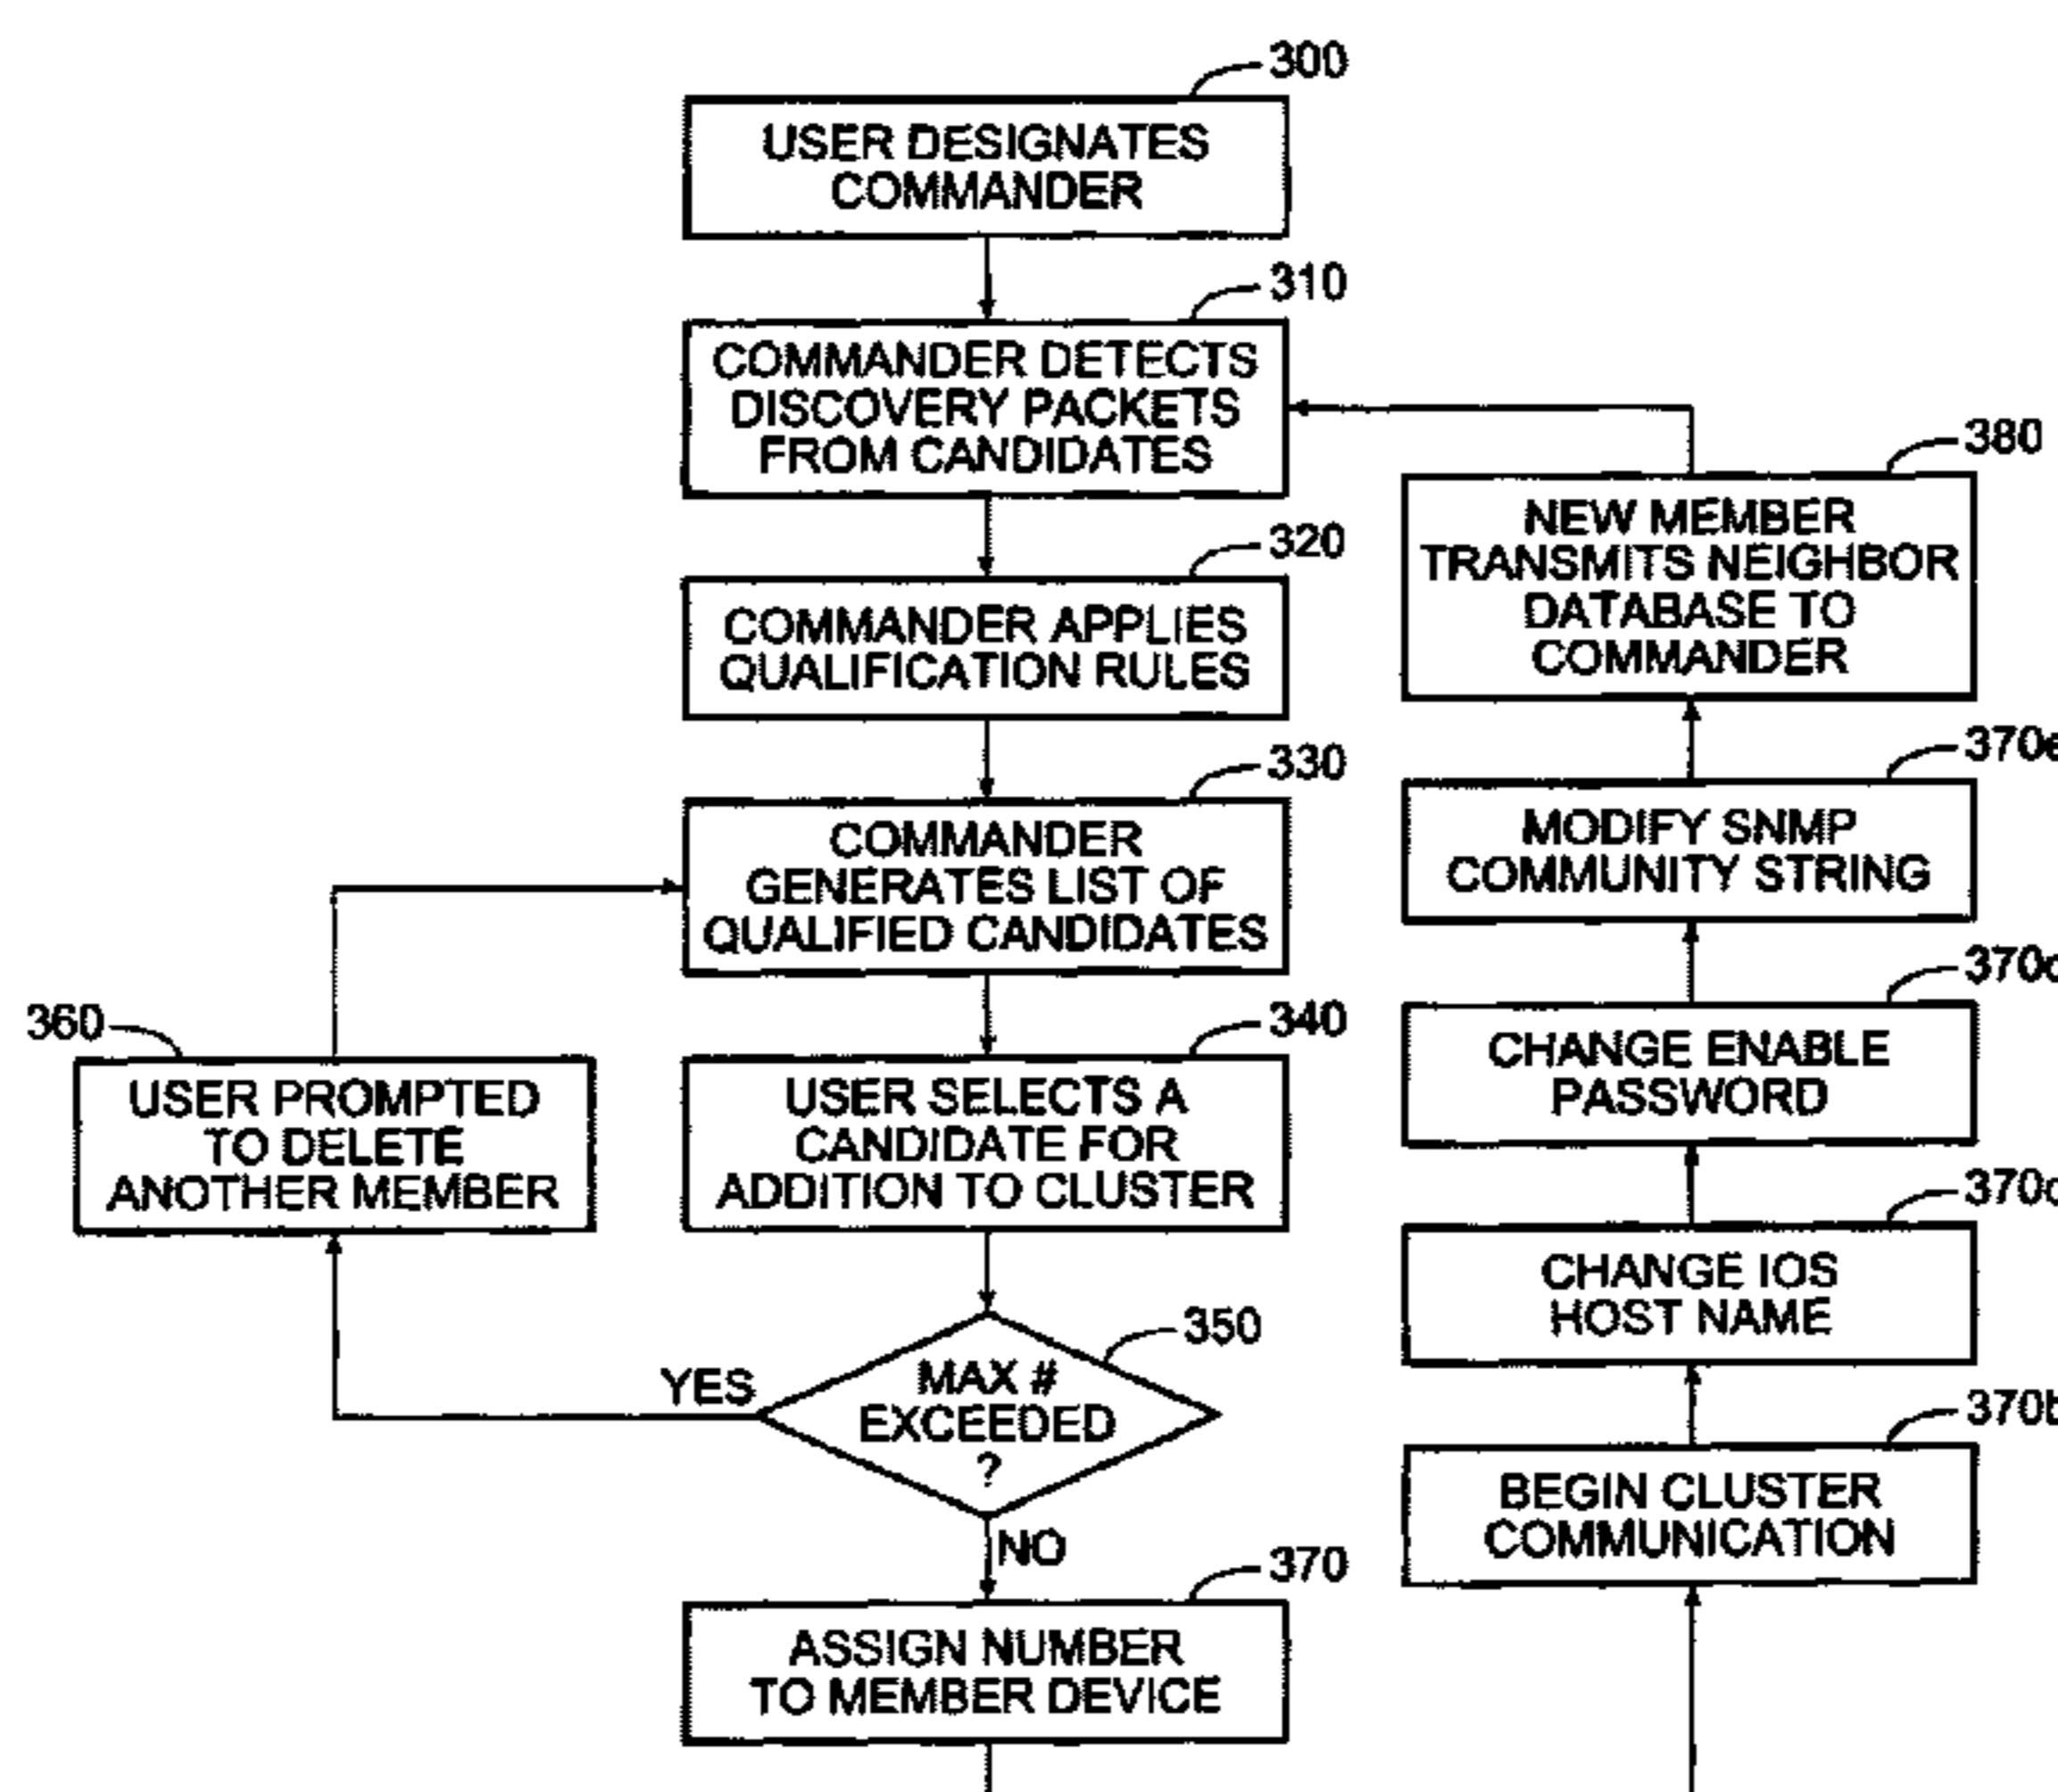 300
USER DESIGNATES
COMMANDER
310
COMMANDER DETECTS
DISCOVERY PACKETS
FROM CANDIDATES
320
COMMANDER APPLIES
QUALIFICATION RULES
330
COMMANDER
GENERATES LIST OF
QUALIFIED CANDIDATES
340
USER SELECTS A
CANDIDATE FOR
ADDITION TO CLUSTER
360
USER PROMPTED
TO DELETE
ANOTHER MEMBER
350
MAX #
EXCEEDED
?
YES
NO
370
ASSIGN NUMBER
TO MEMBER DEVICE
370b
BEGIN CLUSTER
COMMUNICATION
CHANGE IOS
HOST NAME
CHANGE ENABLE
PASSWORD
370e
MODIFY SNMP
COMMUNITY STRING
380
NEW MEMBER
TRANSMITS NEIGHBOR
DATABASE TO
COMMANDER